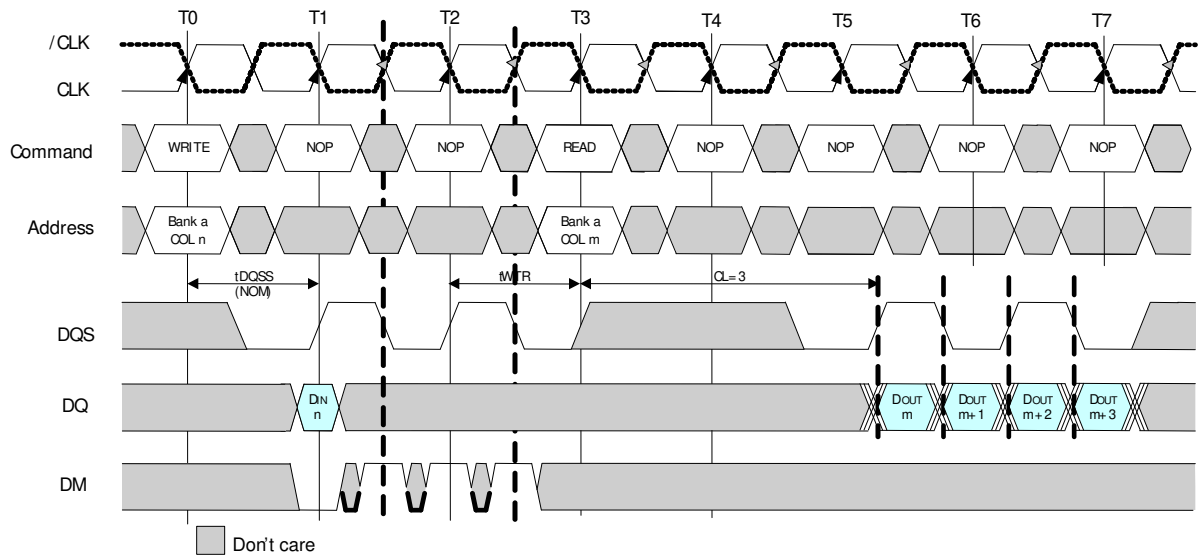 T0 T1 T2 T3 T4 T5 T6 T7
/CLK
CLK
Command WRITE NOP NOP READ NOP NOP NOP NOP
Address Bank a COL n Bank a COL m
tDQSS (NOM) tWTR CL= 3
DQS
DQ DIN n DOUT m DOUT m+1 DOUT m+2 DOUT m+3
DM
Don't care